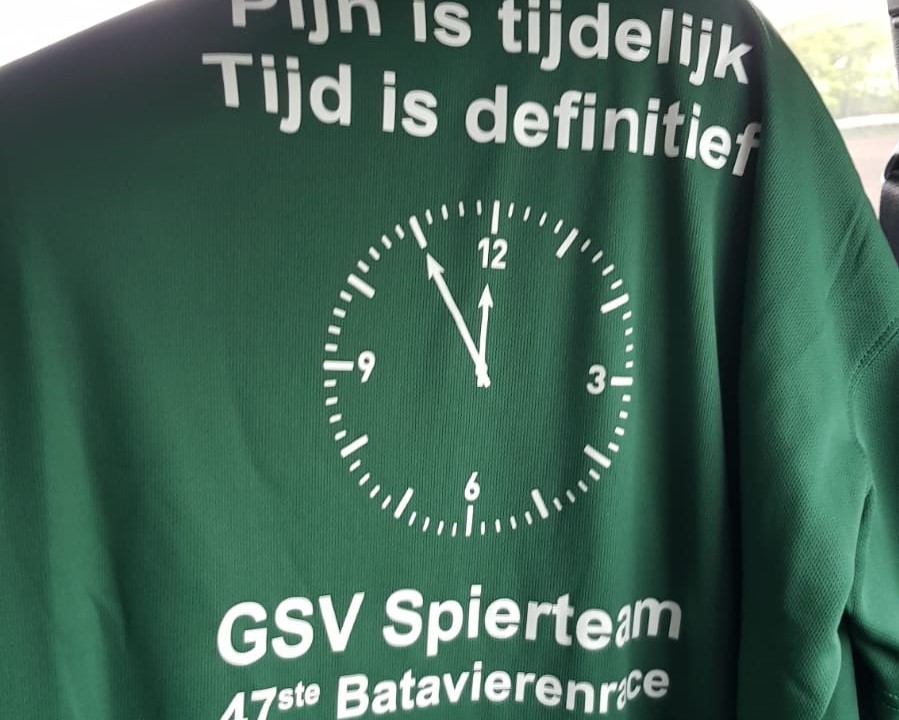 Pijn is tijdelijk
Tijd is definitief
12
9
3
6
GSV Spierteam
47ste Batavierenrace